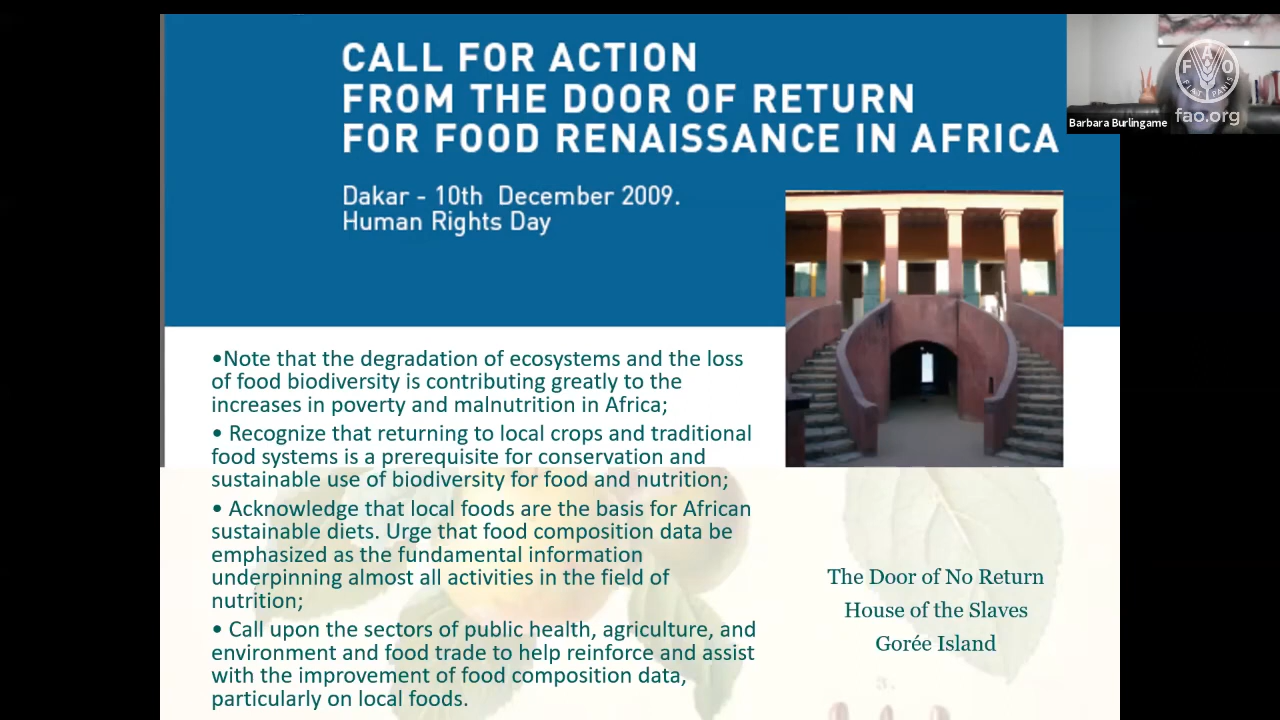 CALL FOR ACTION
FROM THE DOOR OF RETURN
FOR FOOD RENAISSANCE IN AFRICA
Dakar - 10th December 2009.
Human Rights Day
F A O
FIAT PANIS
fao.org
Barbara Burlingame
•Note that the degradation of ecosystems and the loss
of food biodiversity is contributing greatly to the
increases in poverty and malnutrition in Africa;
• Recognize that returning to local crops and traditional
food systems is a prerequisite for conservation and
sustainable use of biodiversity for food and nutrition;
• Acknowledge that local foods are the basis for African
sustainable diets. Urge that food composition data be
emphasized as the fundamental information
underpinning almost all activities in the field of
nutrition;
• Call upon the sectors of public health, agriculture, and
environment and food trade to help reinforce and assist
with the improvement of food composition data,
particularly on local foods.
The Door of No Return
House of the Slaves
Gorée Island
3.